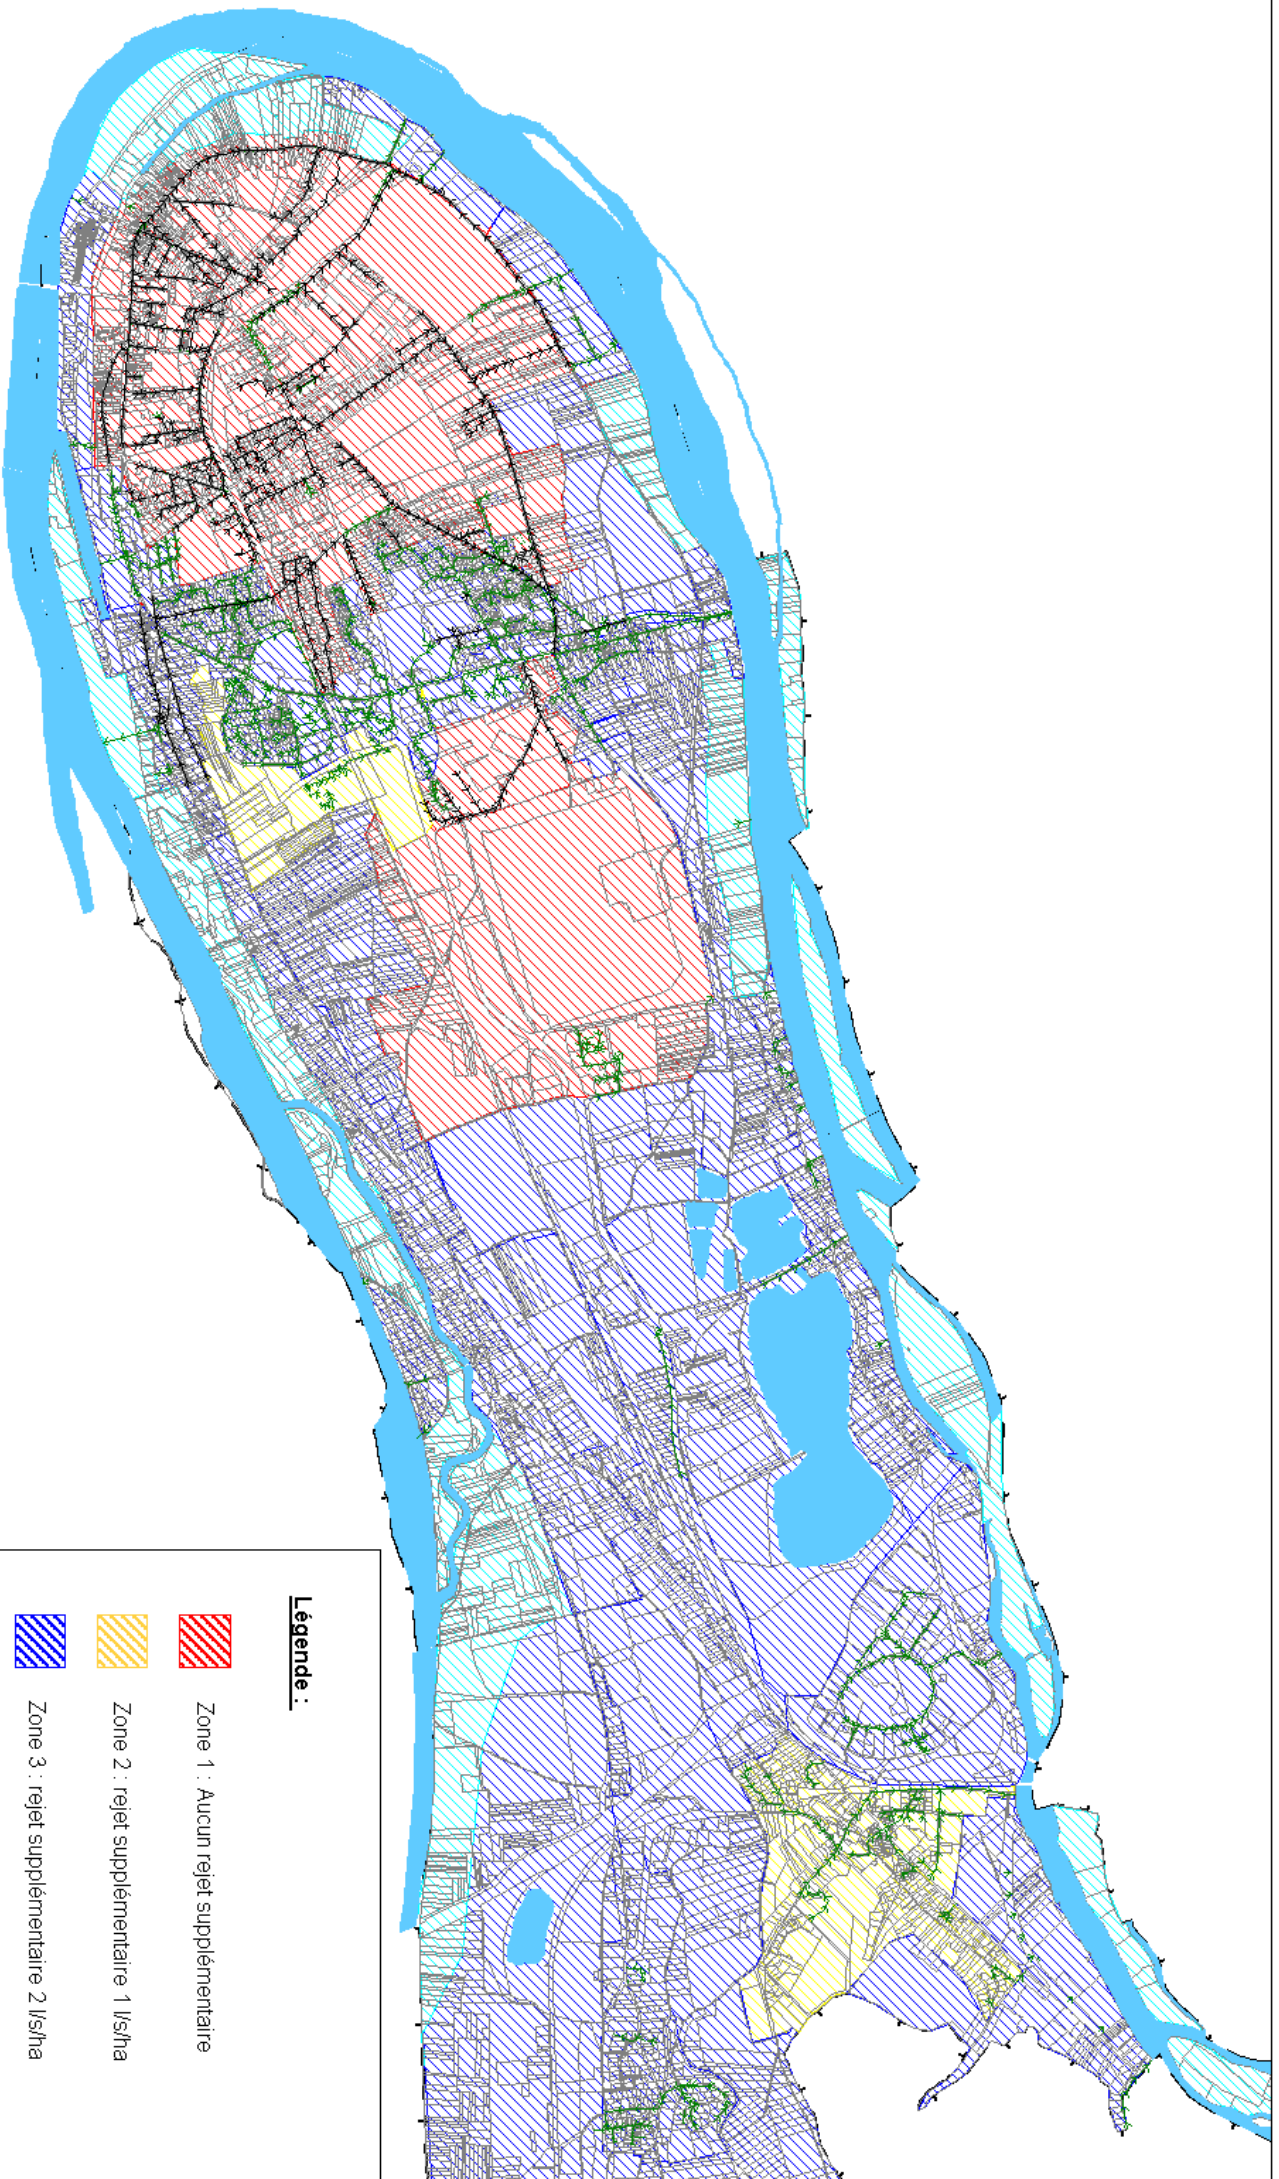 Légende :
Zone 1 : Aucun rejet supplémentaire
Zone 2 : rejet supplémentaire 1 l/s/ha
Zone 3 : rejet supplémentaire 2 l/s/ha